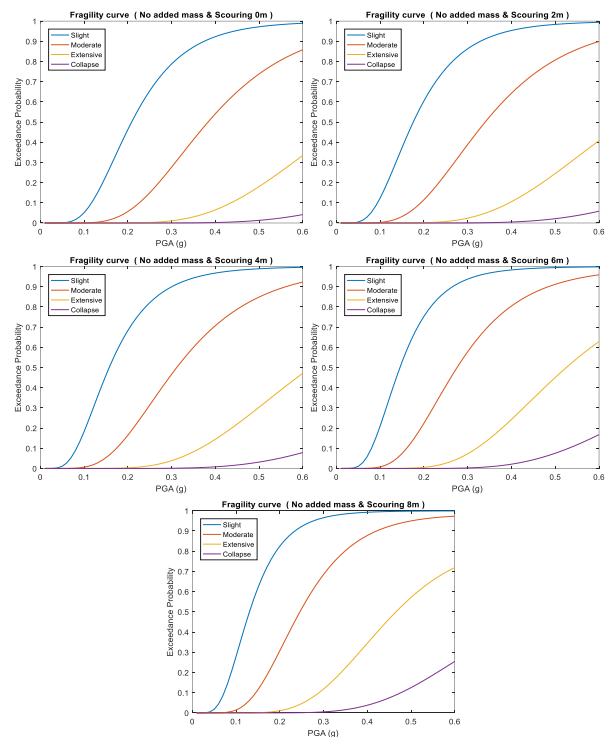 Fragility curve ( No added mass & Scouring 0m )
Slight
Moderate
Extensive
Collapse
Exceedance Probability
1
0.9
0.8
0.7
0.6
0.5
0.4
0.3
0.2
0.1
0
0 0.1 0.2 0.3 0.4 0.5 0.6
PGA (g)
Fragility curve ( No added mass & Scouring 2m )
Slight
Moderate
Extensive
Collapse
Exceedance Probability
1
0.9
0.8
0.7
0.6
0.5
0.4
0.3
0.2
0.1
0
0 0.1 0.2 0.3 0.4 0.5 0.6
PGA (g)
Fragility curve ( No added mass & Scouring 4m )
Slight
Moderate
Extensive
Collapse
Exceedance Probability
1
0.9
0.8
0.7
0.6
0.5
0.4
0.3
0.2
0.1
0
0 0.1 0.2 0.3 0.4 0.5 0.6
PGA (g)
Fragility curve ( No added mass & Scouring 6m )
Slight
Moderate
Extensive
Collapse
Exceedance Probability
1
0.9
0.8
0.7
0.6
0.5
0.4
0.3
0.2
0.1
0
0 0.1 0.2 0.3 0.4 0.5 0.6
PGA (g)
Fragility curve ( No added mass & Scouring 8m )
Slight
Moderate
Extensive
Collapse
Exceedance Probability
1
0.9
0.8
0.7
0.6
0.5
0.4
0.3
0.2
0.1
0
0 0.1 0.2 0.3 0.4 0.5 0.6
PGA (g)